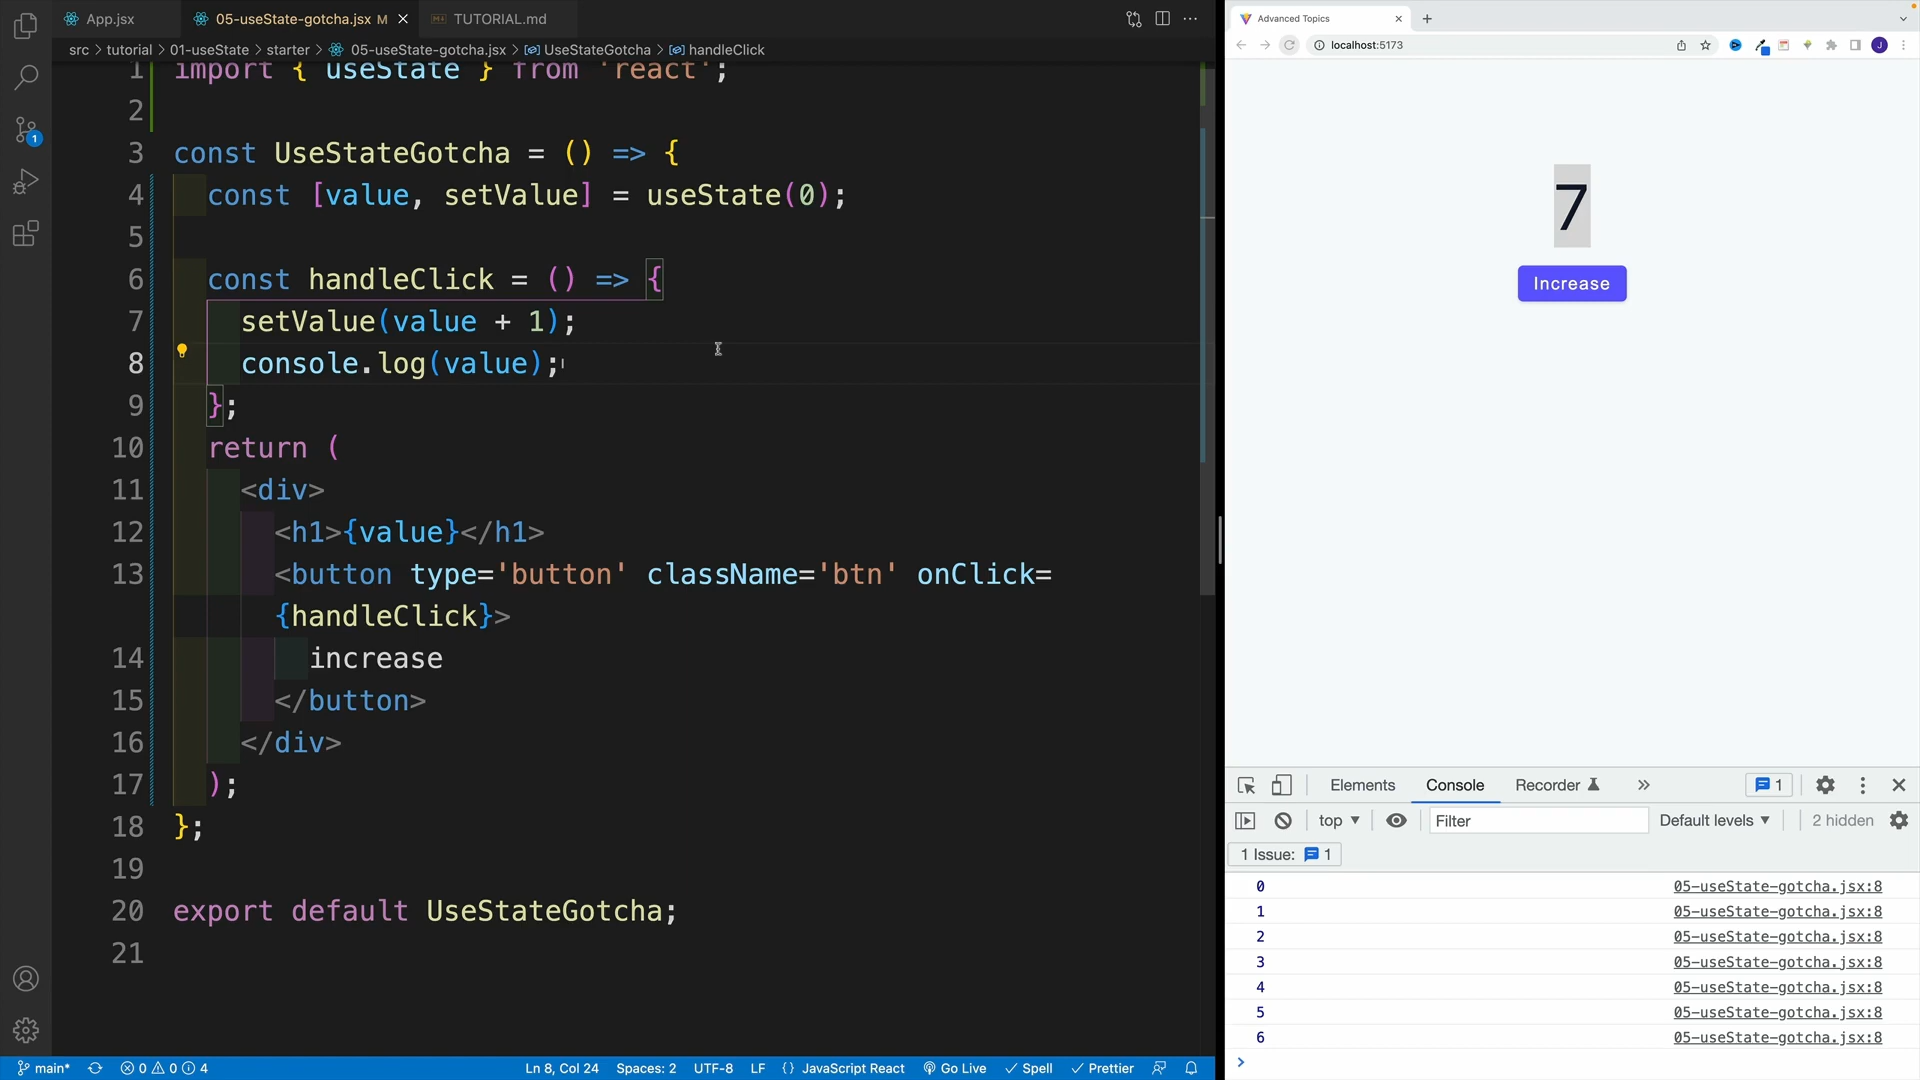 App.jsx
05-useState-gotcha.jsx M
TUTORIAL.md
src > tutorial > 01-useState > starter > 05-useState-gotcha.jsx > UseStateGotcha > handleClick
1 import { useState } from 'react';
2
3 const UseStateGotcha = () => {
4 const [value, setValue] = useState(0);
5
6 const handleClick = () => {
7 setValue(value + 1);
8 console.log(value);
9 };
10 return (
11 <div>
12 <h1>{value}</h1>
13 <button type='button' className='btn' onClick=
{handleClick}>
14 increase
15 </button>
16 </div>
17 );
18 };
19
20 export default UseStateGotcha;
21
1
main*
0 0 4
Ln 8, Col 24
Spaces: 2
UTF-8
LF
{} JavaScript React
Go Live
Spell
Prettier
Advanced Topics
localhost:5173
J
7
Increase
Elements
Console
Recorder
1
top
Filter
Default levels
2 hidden
1 Issue: 1
0 05-useState-gotcha.jsx:8
1 05-useState-gotcha.jsx:8
2 05-useState-gotcha.jsx:8
3 05-useState-gotcha.jsx:8
4 05-useState-gotcha.jsx:8
5 05-useState-gotcha.jsx:8
6 05-useState-gotcha.jsx:8
>